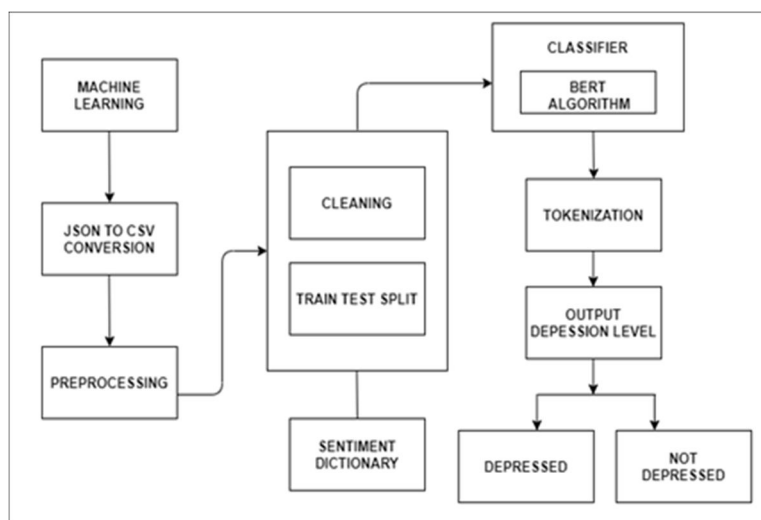 MACHINE
LEARNING
JSON TO CSV
CONVERSION
PREPROCESSING
CLEANING
TRAIN TEST SPLIT
SENTIMENT
DICTIONARY
CLASSIFIER
BERT
ALGORITHM
TOKENIZATION
OUTPUT
DEPESSION LEVEL
DEPRESSED
NOT
DEPRESSED